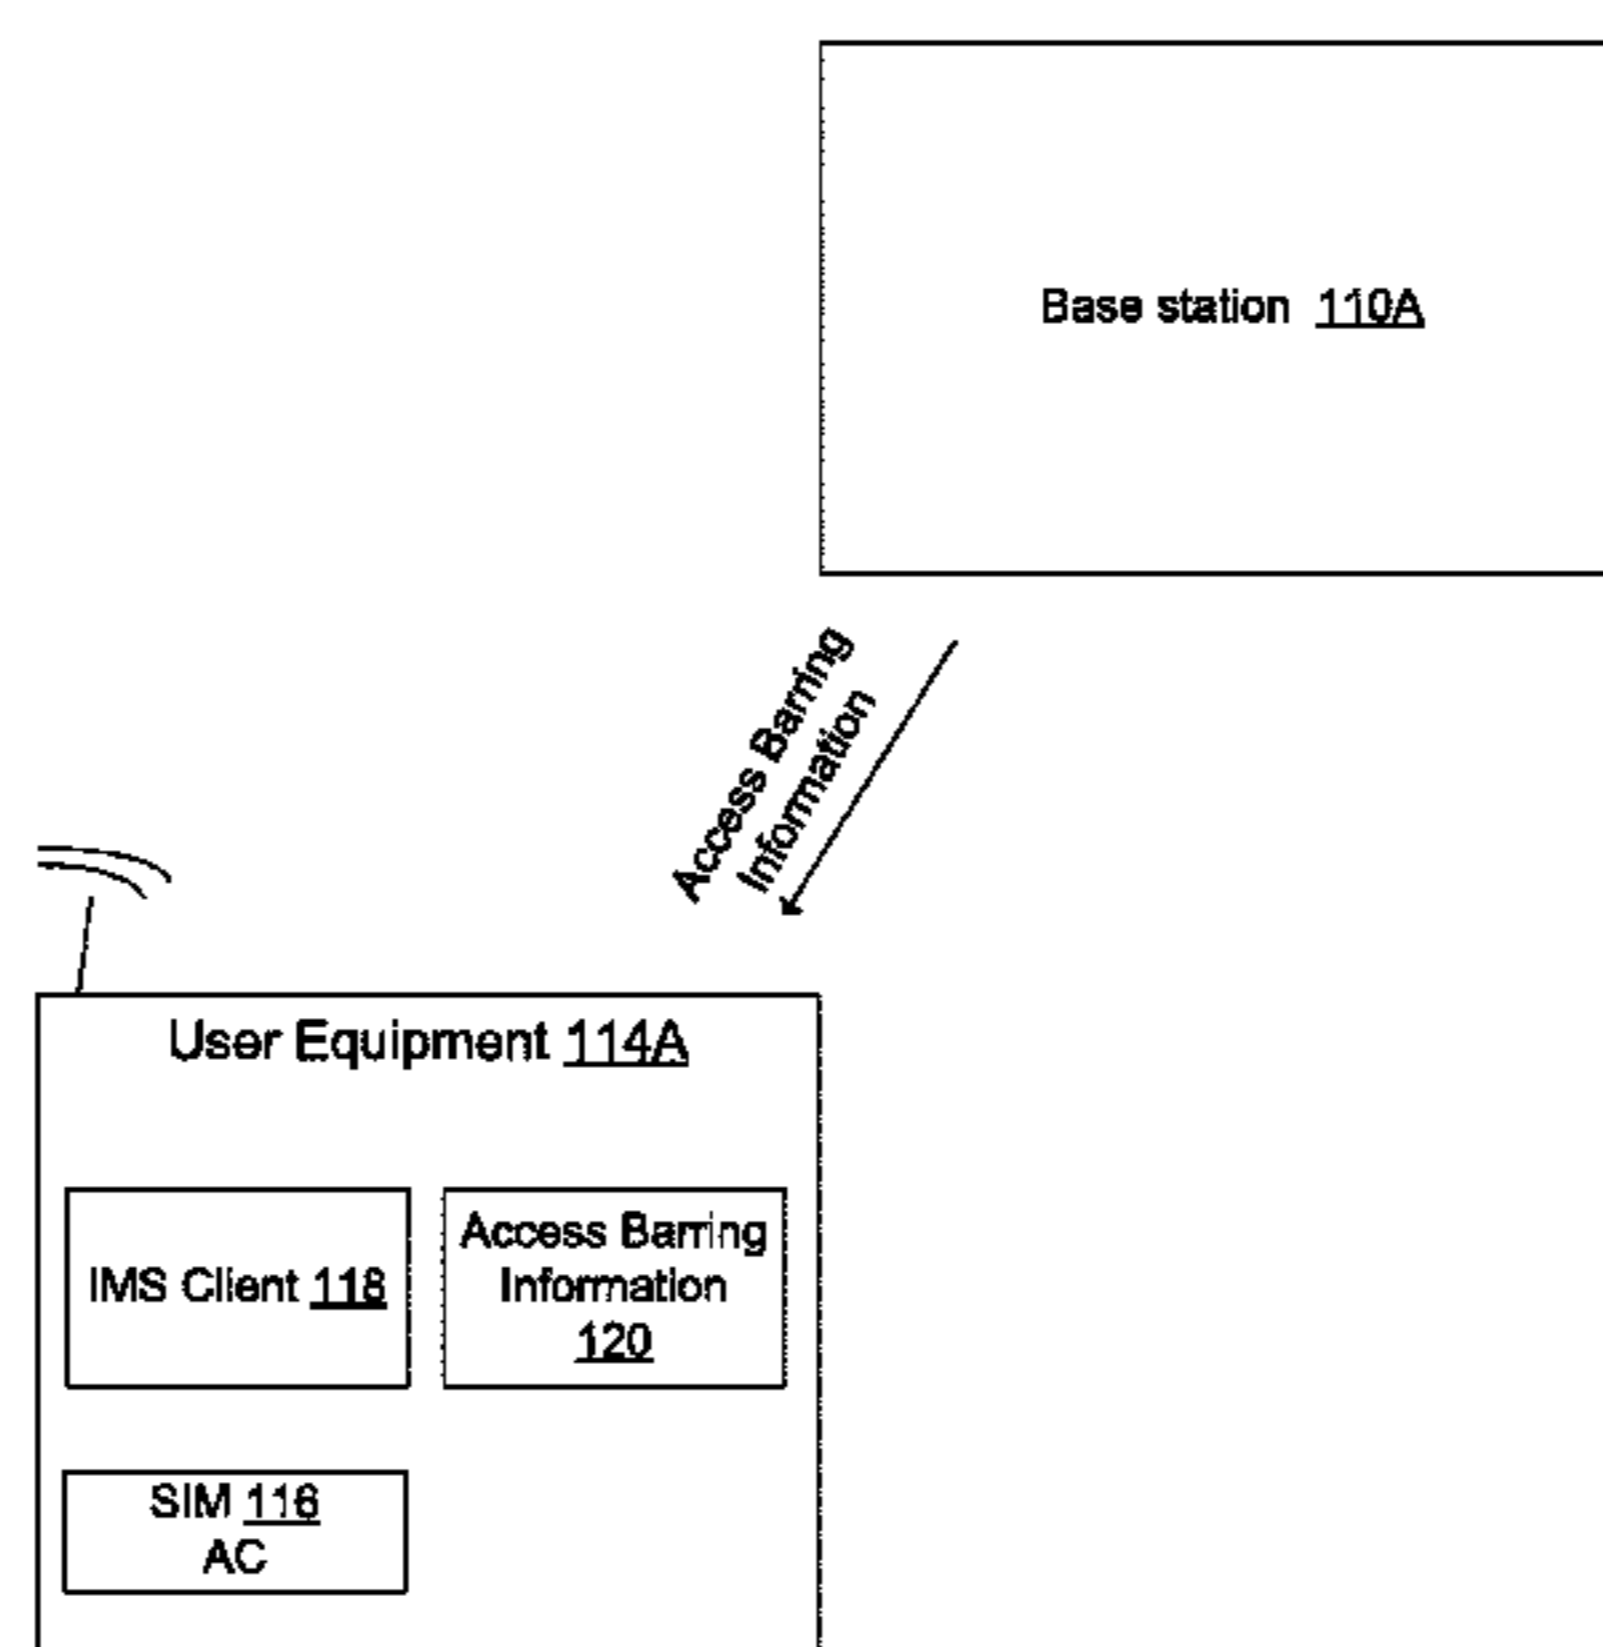 Base station 110A
Access Barring
Information
User Equipment 114A
IMS Client 118
Access Barring
Information
120
SIM 116
AC